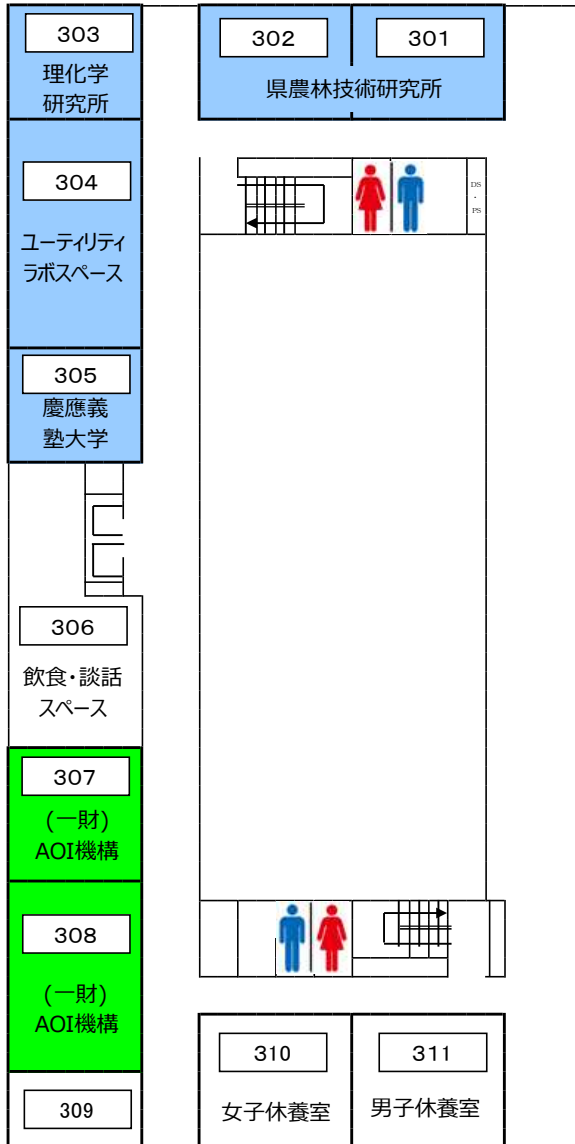 303
理化学
研究所
302
301
県農林技術研究所
304
ユーティリティ
ラボスペース
DS
・
PS
305
慶應義
塾大学
306
飲食・談話
スペース
307
(一財)
AOI機構
308
(一財)
AOI機構
309
310
女子休養室
311
男子休養室